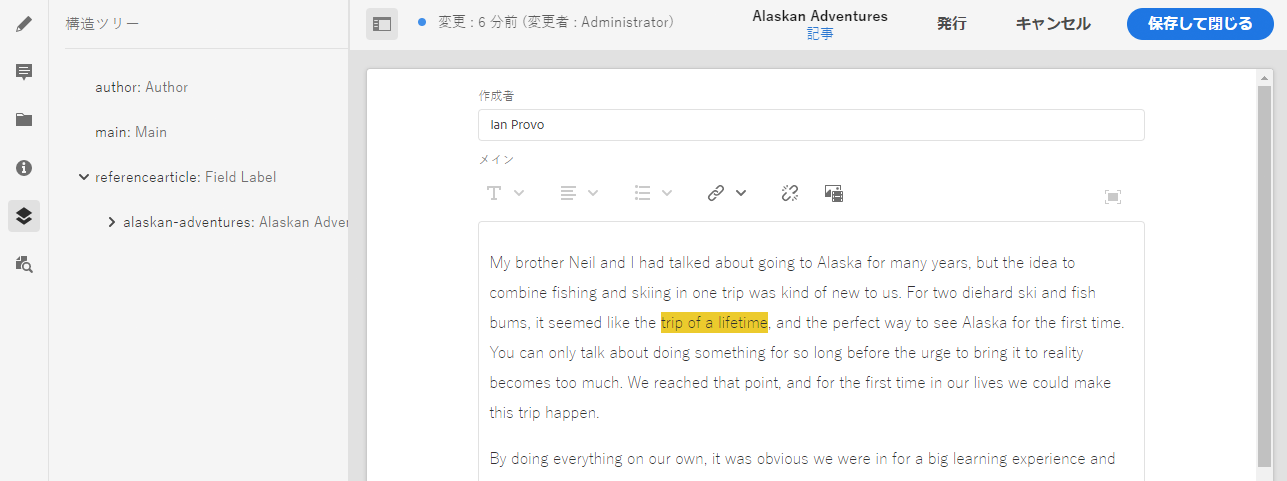 構造ツリー
author: Author
main: Main
referencearticle: Field Label
alaskan-adventures: Alaskan Adver
変更 : 6 分前 (変更者 : Administrator)
Alaskan Adventures
記事
発行
キャンセル
保存して閉じる
作成者
Ian Provo
メイン
My brother Neil and I had talked about going to Alaska for many years, but the idea to
combine fishing and skiing in one trip was kind of new to us. For two diehard ski and fish
bums, it seemed like the trip of a lifetime, and the perfect way to see Alaska for the first time.
You can only talk about doing something for so long before the urge to bring it to reality
becomes too much. We reached that point, and for the first time in our lives we could make
this trip happen.
By doing everything on our own, it was obvious we were in for a big learning experience and